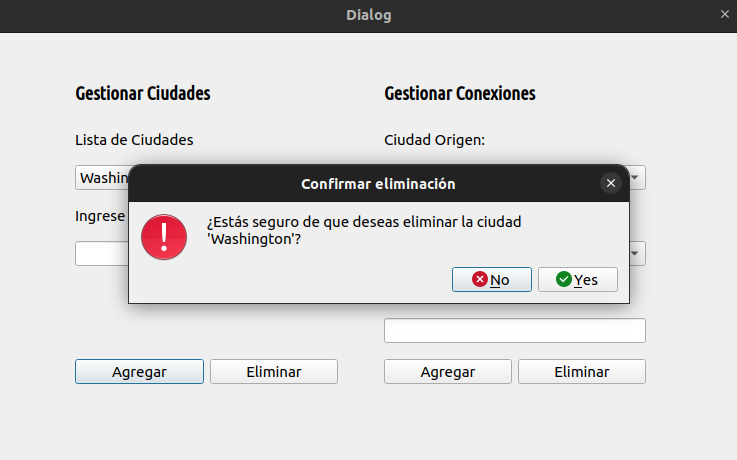 Dialog
Gestionar Ciudades
Gestionar Conexiones
Lista de Ciudades
Ciudad Origen:
Washin
Confirmar eliminación
Ingrese
¿Estás seguro de que deseas eliminar la ciudad
'Washington'?
No
Yes
Agregar
Eliminar
Agregar
Eliminar